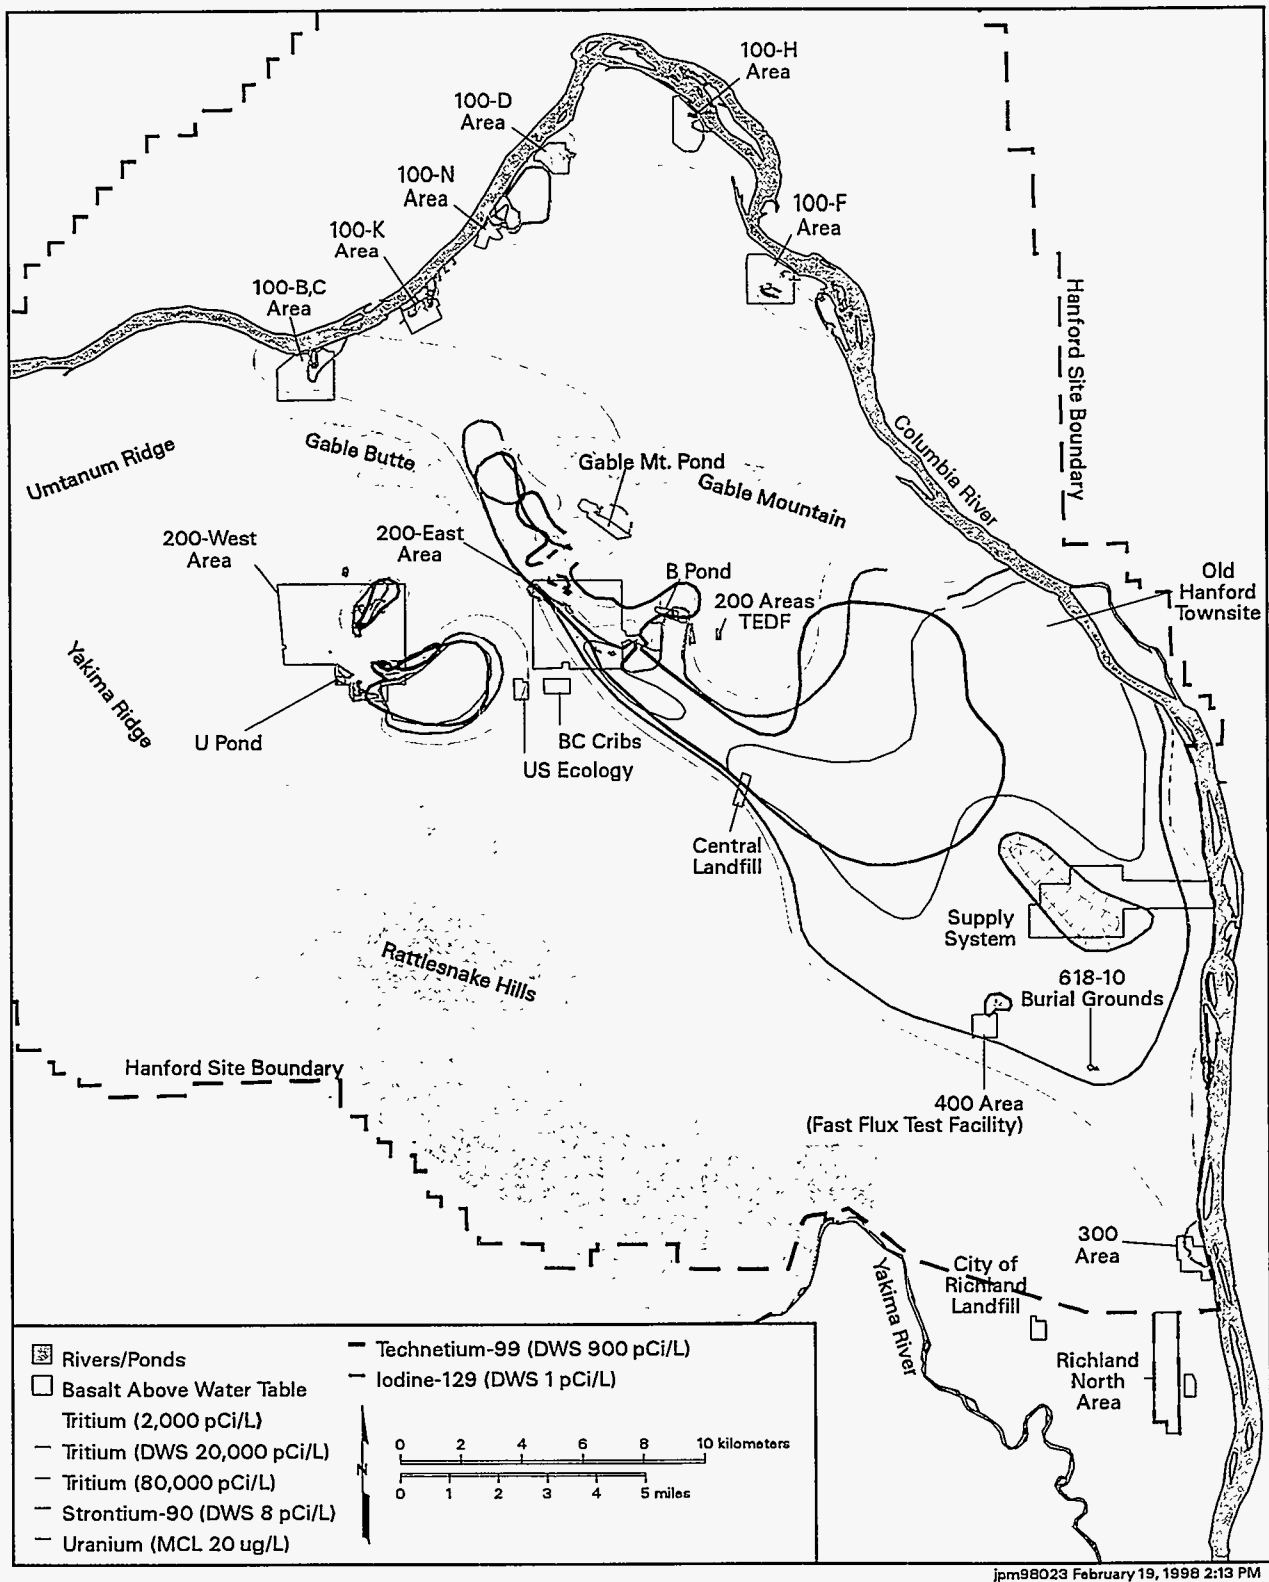 100-H
Area
100-D
Area
100-N
Area
100-F
Area
100-K
Area
100-B,C
Area
Hanford Site Boundary
Columbia River
Umtanum Ridge
Gable Butte
Gable Mt. Pond
Gable Mountain
200-West
Area
200-East
Area
B Pond
200 Areas
TEDF
Old
Hanford
Townsite
Yakima Ridge
U Pond
BC Cribs
US Ecology
Central
Landfill
Supply
System
Rattlesnake Hills
618-10
Burial Grounds
Hanford Site Boundary
400 Area
(Fast Flux Test Facility)
300
Area
City of
Richland
Landfill
Yakima River
Richland
North
Area
Rivers/Ponds
Basalt Above Water Table
Tritium (2,000 pCi/L)
Tritium (DWS 20,000 pCi/L)
Tritium (80,000 pCi/L)
Strontium-90 (DWS 8 pCi/L)
Uranium (MCL 20 ug/L)
Technetium-99 (DWS 900 pCi/L)
Iodine-129 (DWS 1 pCi/L)
N
0 2 4 6 8 10 kilometers
0 1 2 3 4 5 miles
jpm98023 February 19, 1998 2:13 PM